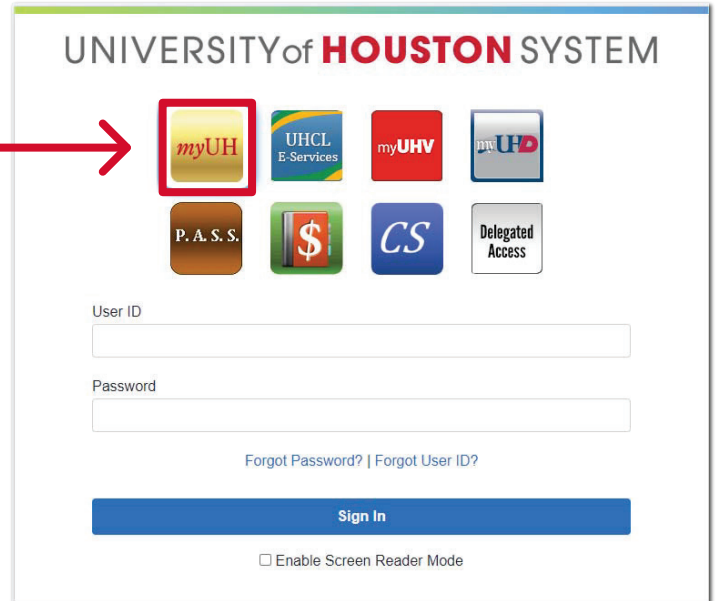 UNIVERSITY of HOUSTON SYSTEM
myUH
UHCL
E-Services
myUHV
myUHD
P. A. S. S.
$
CS
Delegated
Access
User ID
Password
Forgot Password? | Forgot User ID?
Sign In
Enable Screen Reader Mode